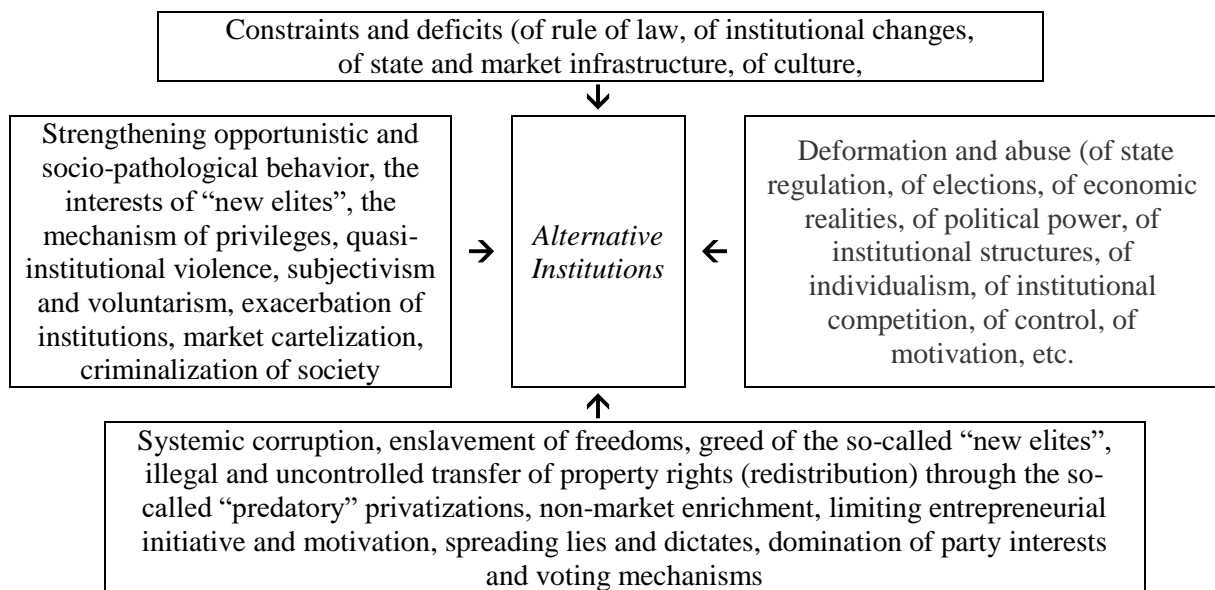 Constraints and deficits (of rule of law, of institutional changes,
of state and market infrastructure, of culture,
Strengthening opportunistic and
socio-pathological behavior, the
interests of “new elites”, the
mechanism of privileges, quasi-
institutional violence, subjectivism
and voluntarism, exacerbation of
institutions, market cartelization,
criminalization of society
Alternative
Institutions
Deformation and abuse (of state
regulation, of elections, of economic
realities, of political power, of
institutional structures, of
individualism, of institutional
competition, of control, of
motivation, etc.
Systemic corruption, enslavement of freedoms, greed of the so-called “new elites”,
illegal and uncontrolled transfer of property rights (redistribution) through the so-
called “predatory” privatizations, non-market enrichment, limiting entrepreneurial
initiative and motivation, spreading lies and dictates, domination of party interests
and voting mechanisms